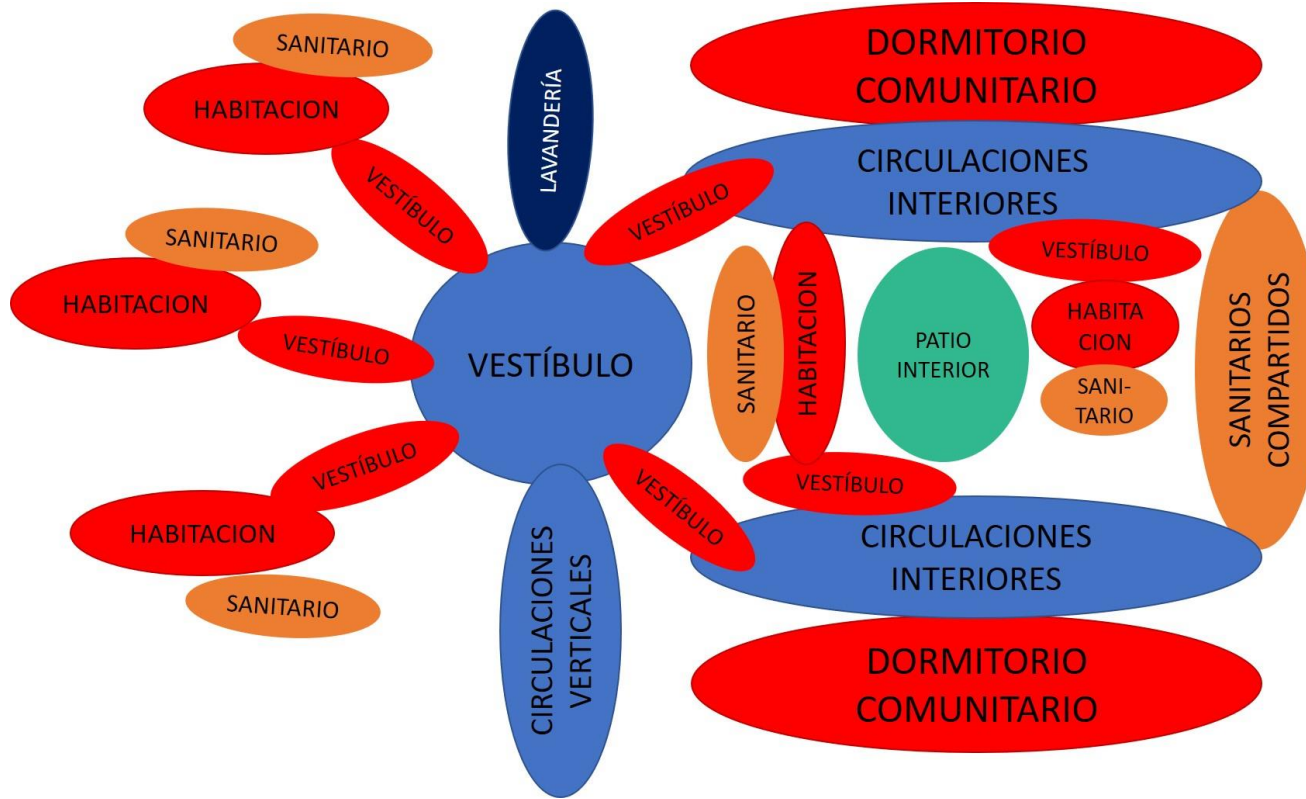 SANITARIO
HABITACION
VESTÍBULO
SANITARIO
HABITACION
VESTÍBULO
VESTÍBULO
HABITACION
SANITARIO
LAVANDERÍA
VESTÍBULO
CIRCULACIONES
VERTICALES
DORMITORIO
COMUNITARIO
CIRCULACIONES
INTERIORES
VESTÍBULO
SANITARIO
HABITACION
VESTÍBULO
PATIO
INTERIOR
VESTÍBULO
HABITA
CION
SANI-
TARIO
SANITARIOS
COMPARTIDOS
VESTÍBULO
CIRCULACIONES
INTERIORES
DORMITORIO
COMUNITARIO